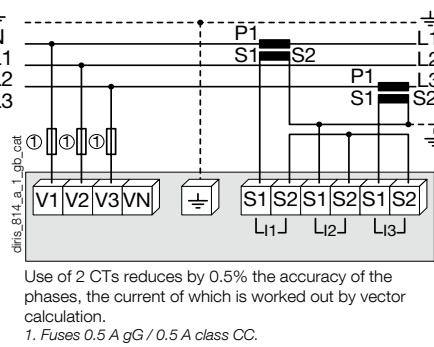 N P1 L1
L1 S1 S2 L2
L2 P1 L3
L3 S1 S2
① ① ①
diris_814_a_1_gb_cat
V1 V2 V3 VN S1 S2 S1 S2 S1 S2
I1 I2 I3
Use of 2 CTs reduces by 0.5% the accuracy of the
phases, the current of which is worked out by vector
calculation.
1. Fuses 0.5 A gG / 0.5 A class CC.